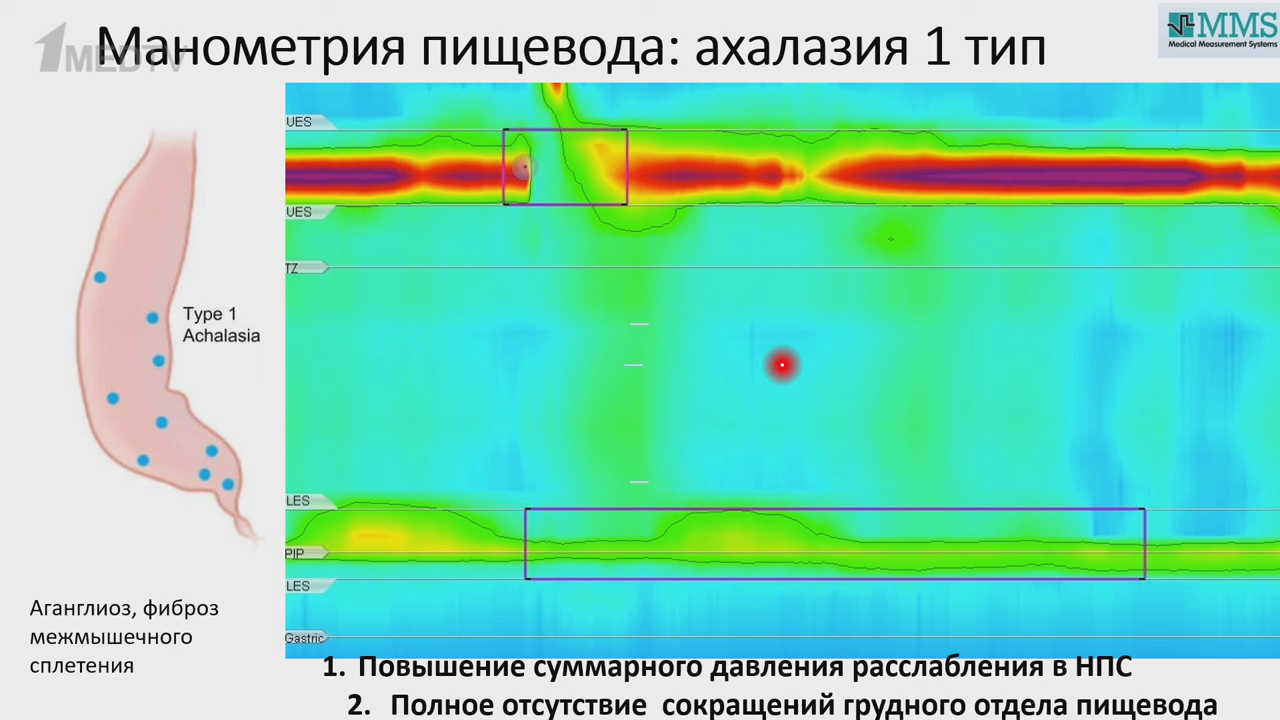 Манометрия пищевода: ахалазия 1 тип
1MEDTV
MMS
Medical Measurement Systems
UES
UES
TZ
Type 1
Achalasia
LES
PIP
LES
Gastric
Аганглиоз, фиброз
межмышечного
сплетения
1. Повышение суммарного давления расслабления в НПС
2. Полное отсутствие сокращений грудного отдела пищевода